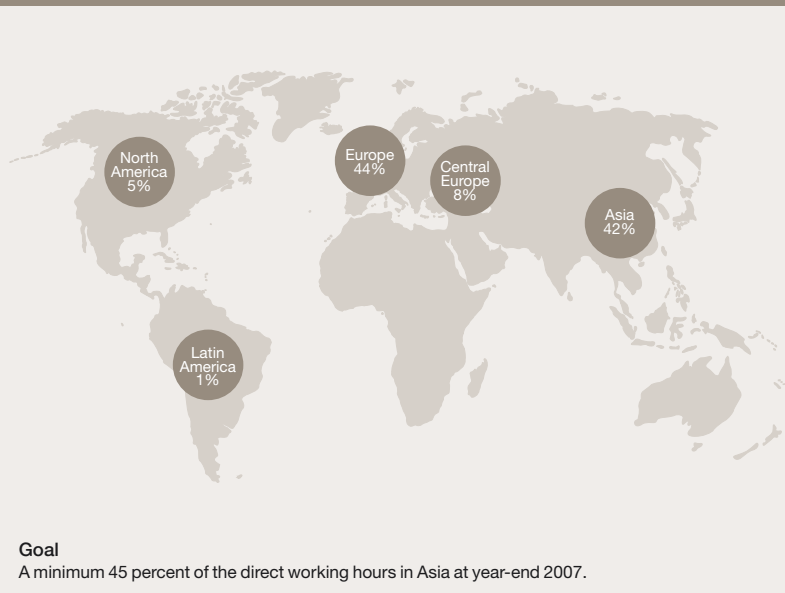 North
America
5%
Europe
44%
Central
Europe
8%
Asia
42%
Latin
America
1%
Goal
A minimum 45 percent of the direct working hours in Asia at year-end 2007.